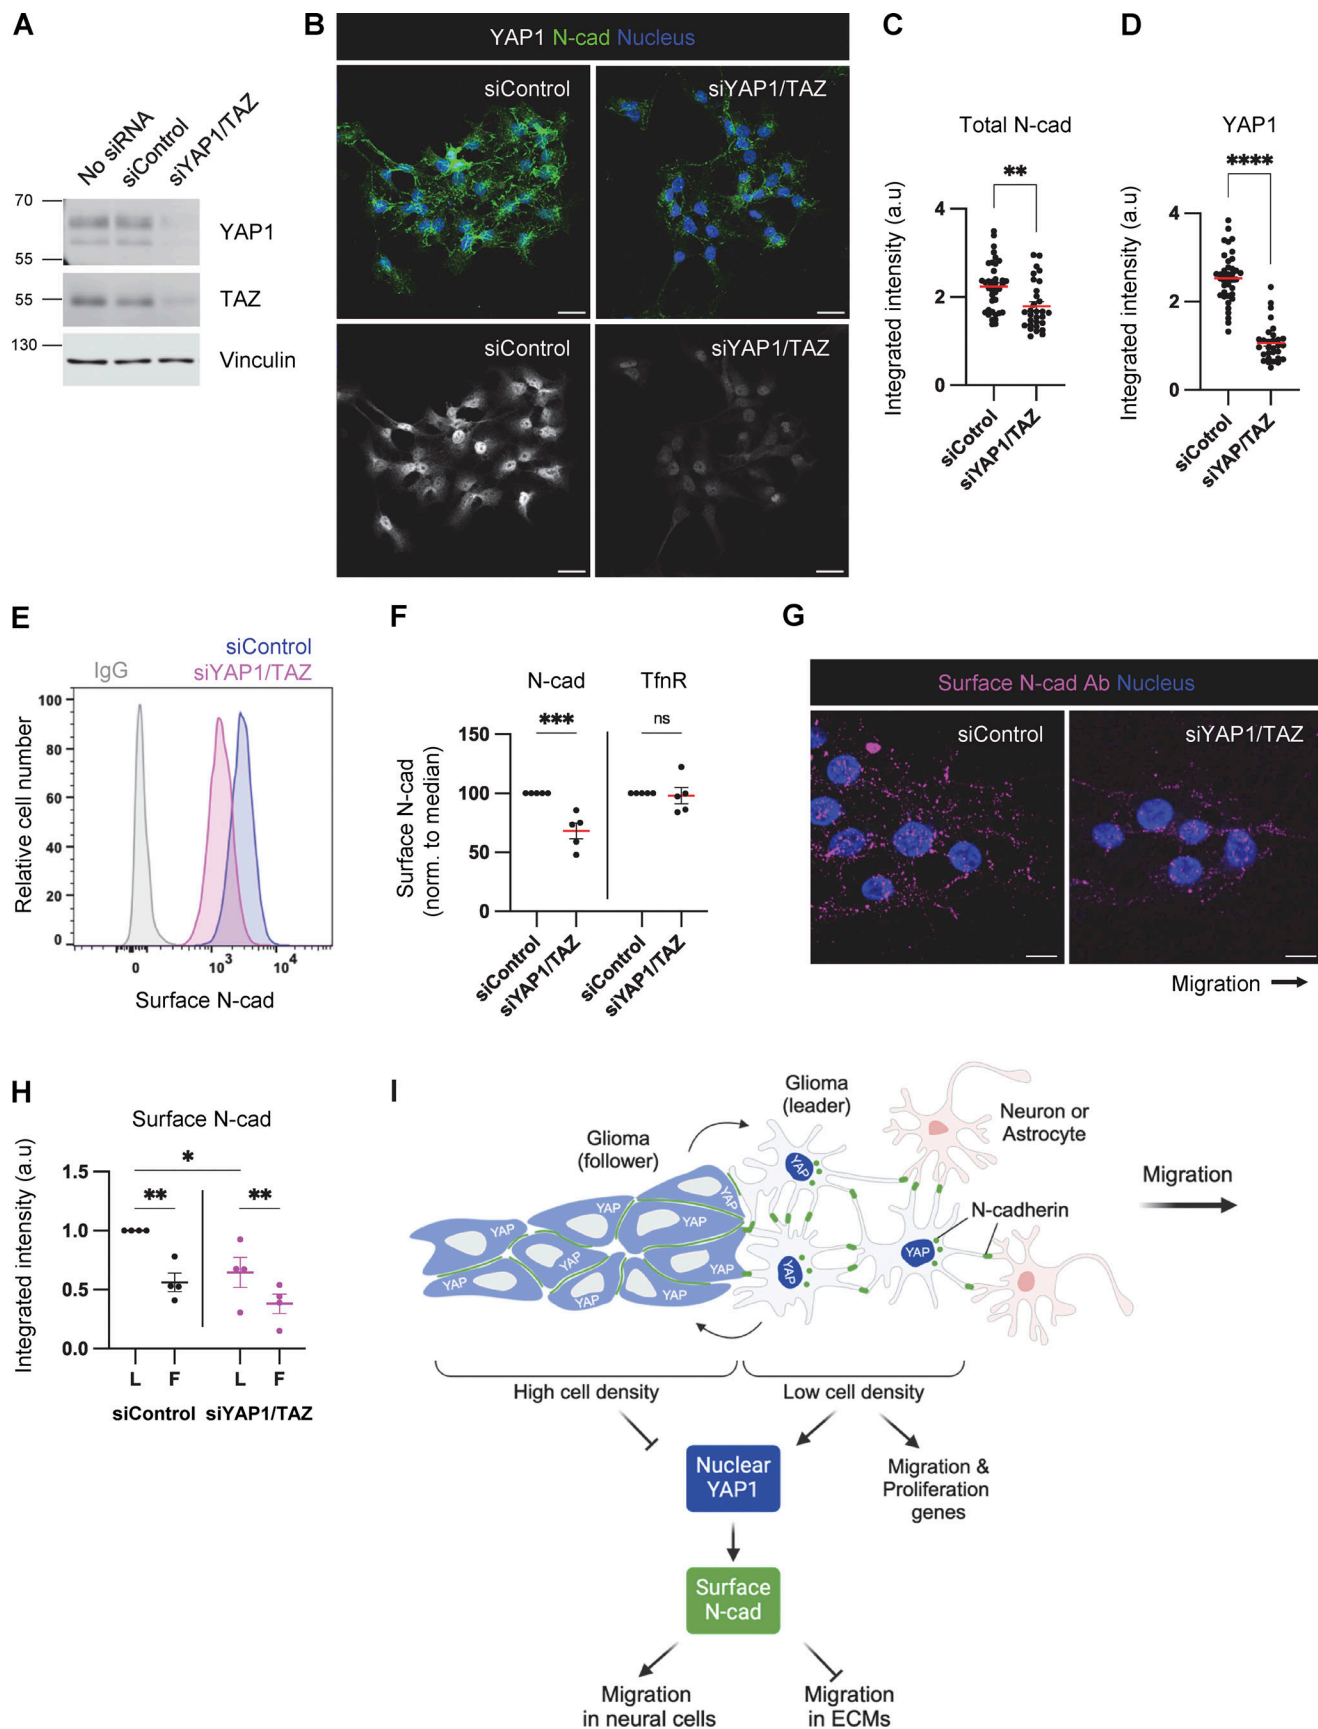 A
No siRNA
siControl
siYAP1/TAZ
70
YAP1
55
55
TAZ
130
Vinculin
B
YAP1 N-cad Nucleus
siControl
siYAP1/TAZ
siControl
siYAP1/TAZ
C
Total N-cad
**
Integrated intensity (a.u)
4
2
0
siCotrol
siYAP1/TAZ
D
YAP1
****
Integrated intensity (a.u)
4
2
0
siCotrol
siYAP/TAZ
E
siControl
IgG
siYAP1/TAZ
Relative cell number
100
80
60
40
20
0
0
10³
10⁴
Surface N-cad
F
N-cad
TfnR
***
ns
Surface N-cad
(norm. to median)
150
100
50
0
siControl
siYAP1/TAZ
siControl
siYAP1/TAZ
G
Surface N-cad Ab Nucleus
siControl
siYAP1/TAZ
Migration
H
Surface N-cad
Integrated intensity (a.u)
1.5
1.0
0.5
0.0
*
**
**
L
F
L
F
siControl
siYAP1/TAZ
I
Glioma
(leader)
Glioma
(follower)
Neuron or
Astrocyte
Migration
N-cadherin
YAP
YAP
YAP
YAP
YAP
YAP
YAP
YAP
YAP
YAP
YAP
High cell density
Low cell density
Nuclear
YAP1
Migration &
Proliferation
genes
Surface
N-cad
Migration
in neural cells
Migration
in ECMs